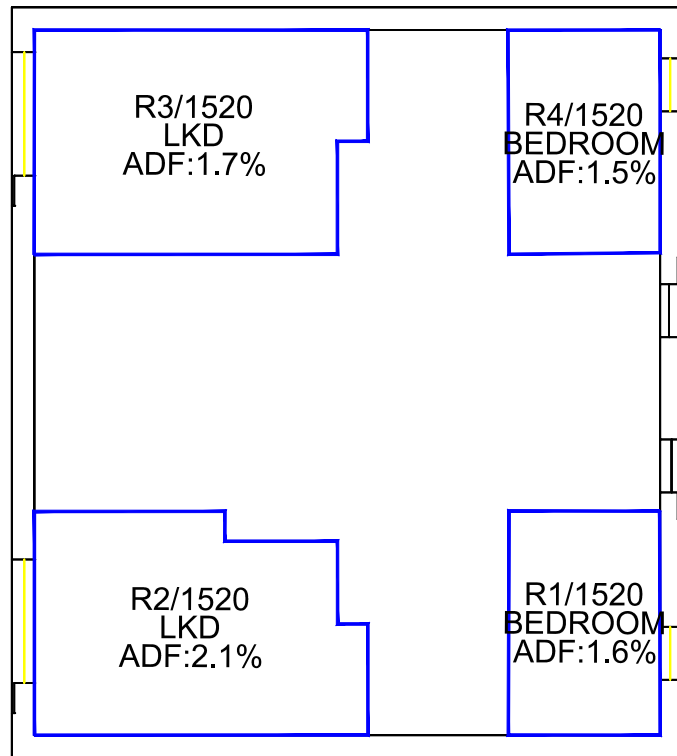 R3/1520
LKD
ADF:1.7%
R4/1520
BEDROOM
ADF:1.5%
R2/1520
LKD
ADF:2.1%
R1/1520
BEDROOM
ADF:1.6%